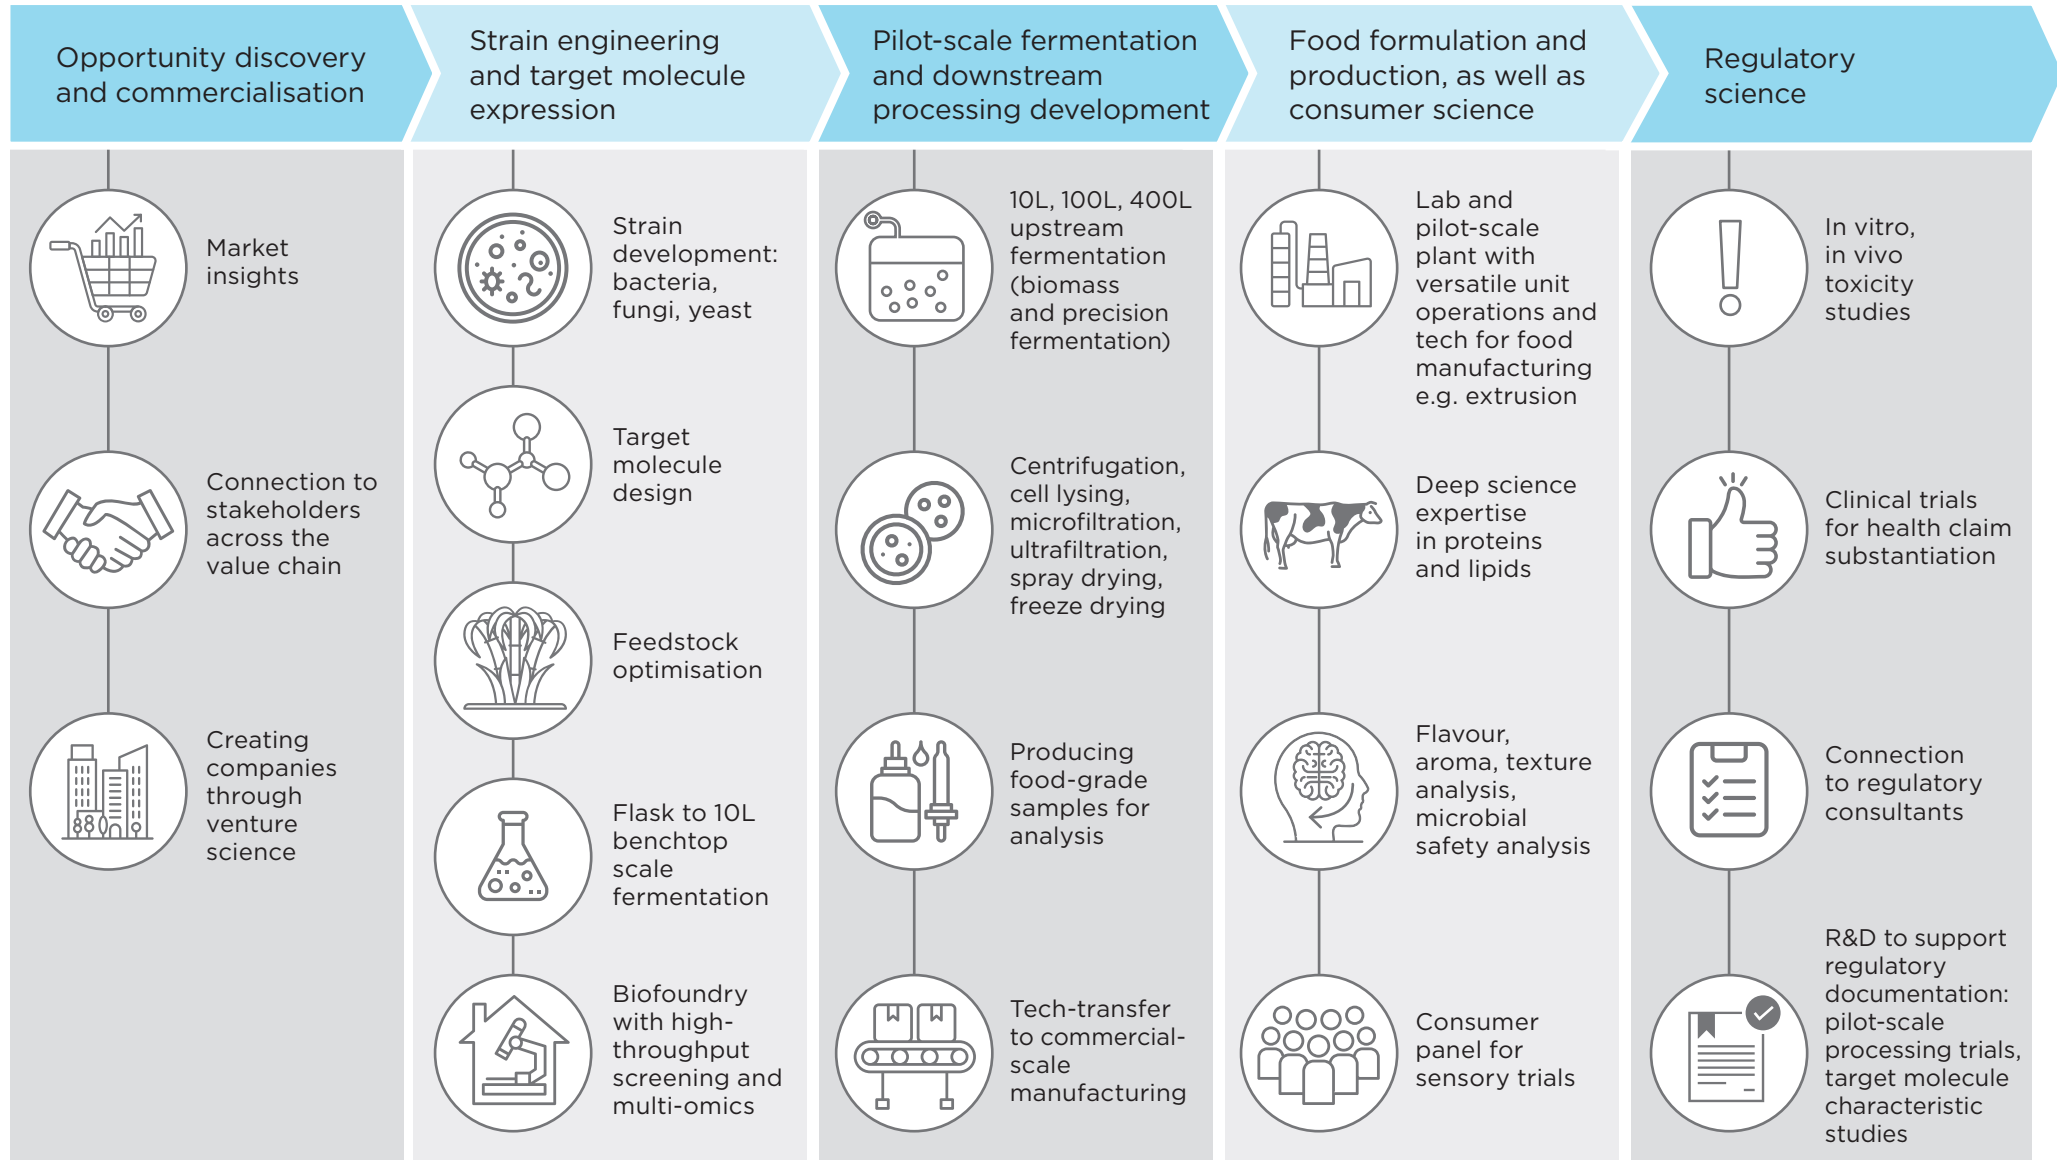 Opportunity discovery
and commercialisation
Strain engineering
and target molecule
expression
Pilot-scale fermentation
and downstream
processing development
Food formulation and
production, as well as
consumer science
Regulatory
science
Market
insights
Connection to
stakeholders
across the
value chain
Creating
companies
through
venture
science
Strain
development:
bacteria,
fungi, yeast
Target
molecule
design
Feedstock
optimisation
Flask to 10L
benchtop
scale
fermentation
Biofoundry
with high-
throughput
screening and
multi-omics
10L, 100L, 400L
upstream
fermentation
(biomass
and precision
fermentation)
Centrifugation,
cell lysing,
microfiltration,
ultrafiltration,
spray drying,
freeze drying
Producing
food-grade
samples for
analysis
Tech-transfer
to commercial-
scale
manufacturing
Lab and
pilot-scale
plant with
versatile unit
operations and
tech for food
manufacturing
e.g. extrusion
Deep science
expertise
in proteins
and lipids
Flavour,
aroma, texture
analysis,
microbial
safety analysis
Consumer
panel for
sensory trials
In vitro,
in vivo
toxicity
studies
Clinical trials
for health claim
substantiation
Connection
to regulatory
consultants
R&D to support
regulatory
documentation:
pilot-scale
processing trials,
target molecule
characteristic
studies